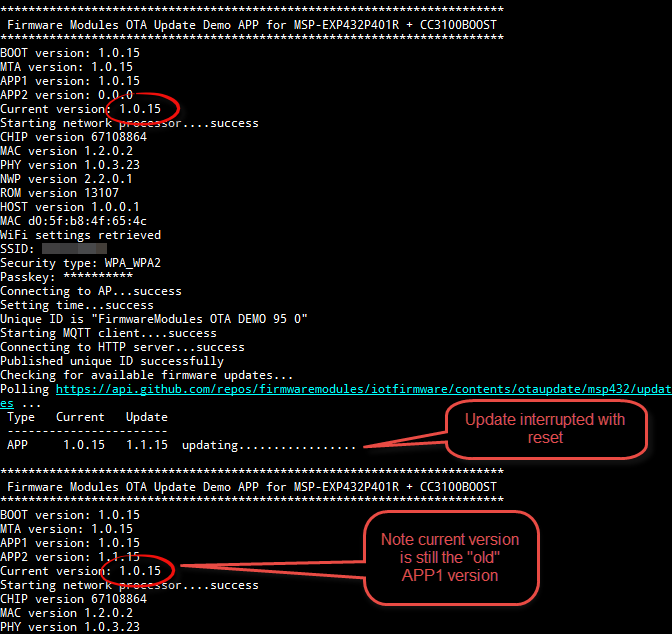 ************************************************************************
Firmware Modules OTA Update Demo APP for MSP-EXP432P401R + CC3100BOOST
************************************************************************
BOOT version: 1.0.15
MTA version: 1.0.15
APP1 version: 1.0.15
APP2 version: 0.0.0
Current version: 1.0.15
Starting network processor....success
CHIP version 67108864
MAC version 1.2.0.2
PHY version 1.0.3.23
NWP version 2.2.0.1
ROM version 13107
HOST version 1.0.0.1
MAC d0:5f:b8:4f:65:4c
WiFi settings retrieved
SSID:
Security type: WPA_WPA2
Passkey: **********
Connecting to AP...success
Setting time...success
Unique ID is "FirmwareModules OTA DEMO 95 0"
Starting MQTT client....success
Connecting to HTTP server...success
Published unique ID successfully
Checking for available firmware updates...
Polling https://api.github.com/repos/firmwaremodules/iotfirmware/contents/otaupdate/msp432/updat
es ...
Type Current Update
-----------------------
APP 1.0.15 1.1.15 updating.................
Update interrupted with
reset
************************************************************************
Firmware Modules OTA Update Demo APP for MSP-EXP432P401R + CC3100BOOST
************************************************************************
BOOT version: 1.0.15
MTA version: 1.0.15
APP1 version: 1.0.15
APP2 version: 1.1.15
Current version: 1.0.15
Note current version
is still the "old"
APP1 version
Starting network processor....success
CHIP version 67108864
MAC version 1.2.0.2
PHY version 1.0.3.23